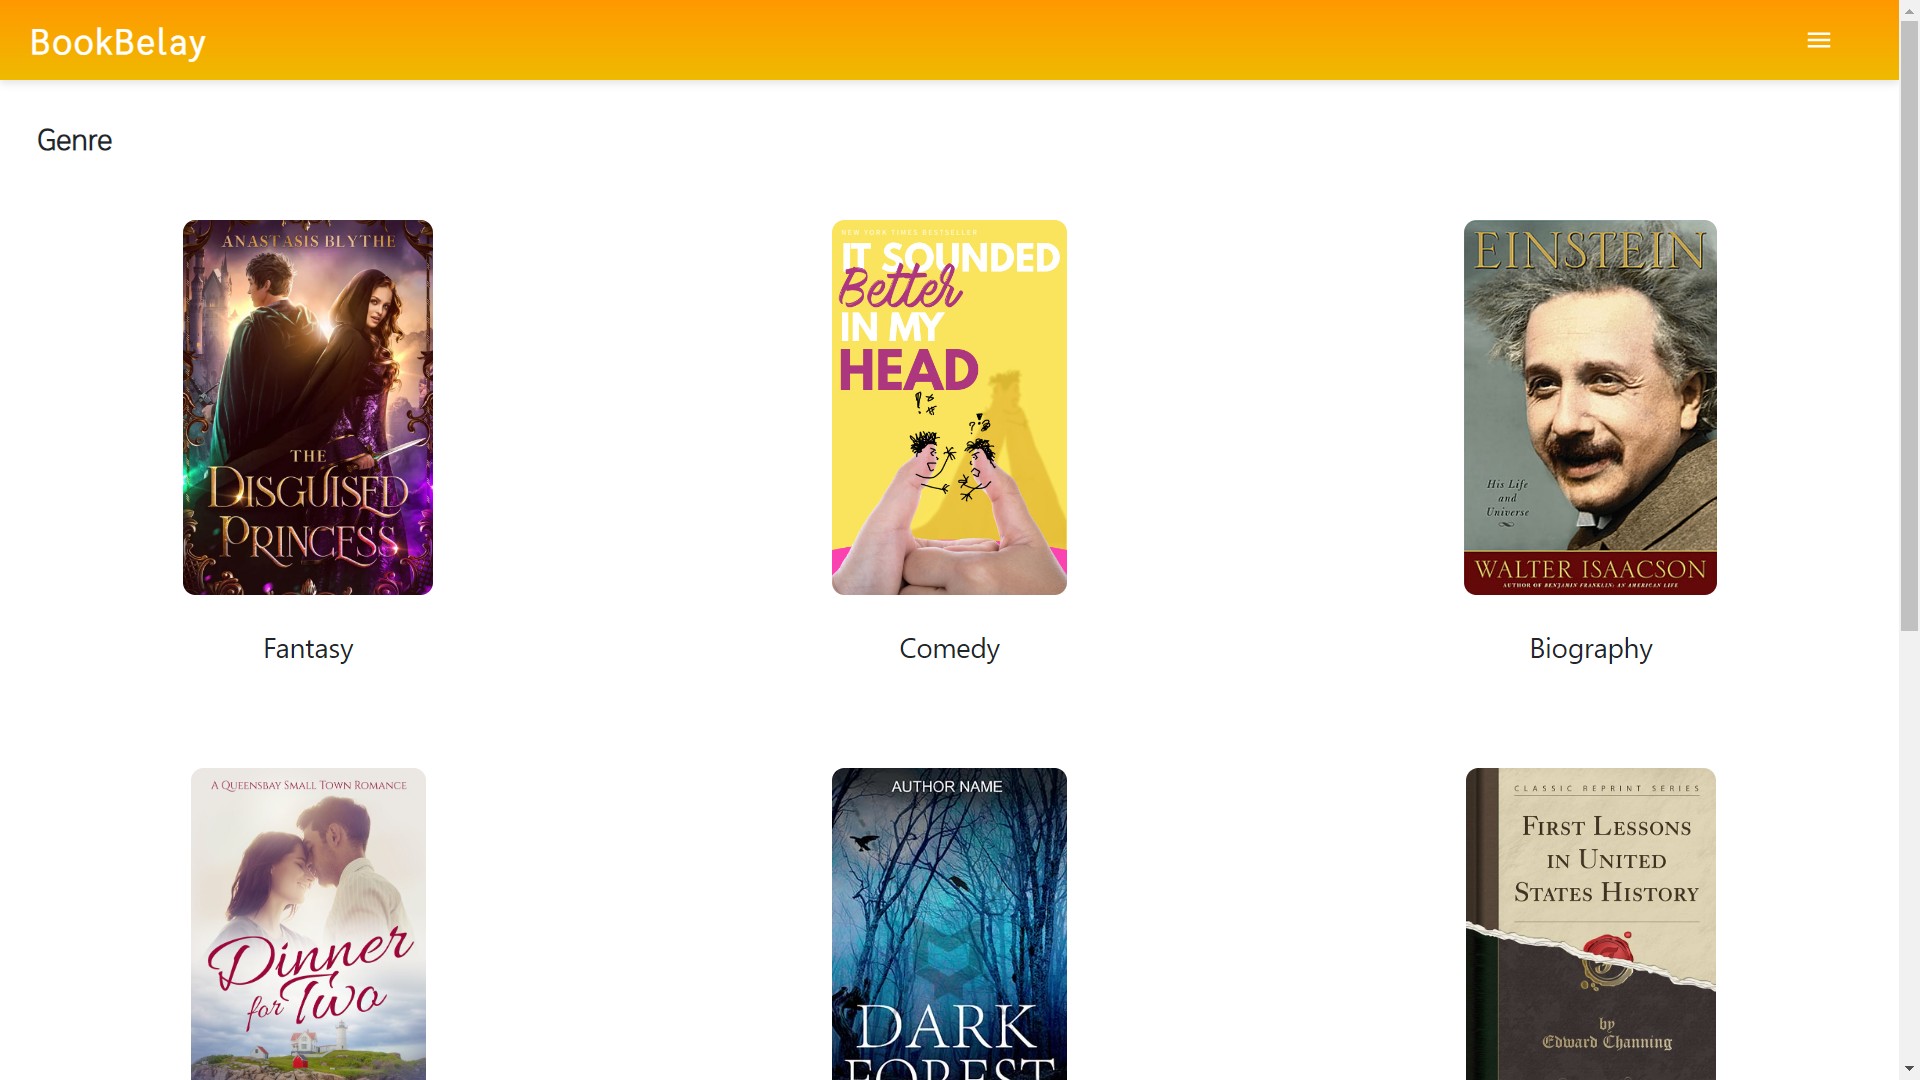 BookBelay
Genre
ANASTASIS BLYTHE
THE
DISGUISED
PRINCESS
Fantasy
NEW YORK TIMES BESTSELLER
IT SOUNDED
Better
IN MY
HEAD
Comedy
EINSTEIN
His Life
and
Universe
WALTER ISAACSON
AUTHOR OF BENJAMIN FRANKLIN: AN AMERICAN LIFE
Biography
A QUEENSBAY SMALL TOWN ROMANCE
Dinner
for Two
AUTHOR NAME
DARK
FOREST
CLASSIC REPRINT SERIES
FIRST LESSONS
IN UNITED
STATES HISTORY
by
Edward Channing